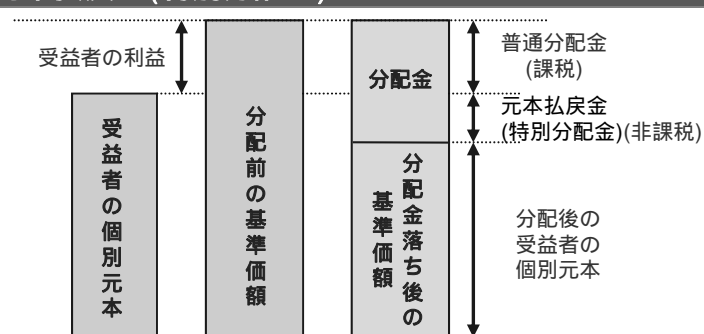 受益者の利益
受益者の個別元本
分配前の基準価額
分配金
分配金落ち後の
基準価額
普通分配金
(課税)
元本払戻金
(特別分配金)(非課税)
分配後の
受益者の
個別元本